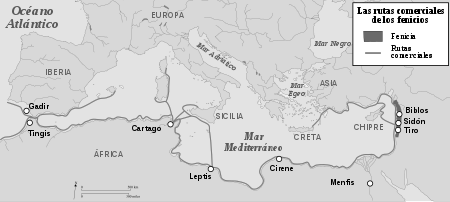 Océano
Atlántico
EUROPA
Mar Negro
Mar Adriático
IBERIA
Mar
Egeo
ASIA
Gadir
Tingis
Cartago
SICILIA
CRETA
CHIPRE
Biblos
Sidón
Tiro
Mar
Mediterráneo
ÁFRICA
Leptis
Cirene
Menfis
Las rutas comerciales
de los fenicios
Fenicia
Rutas
comerciales